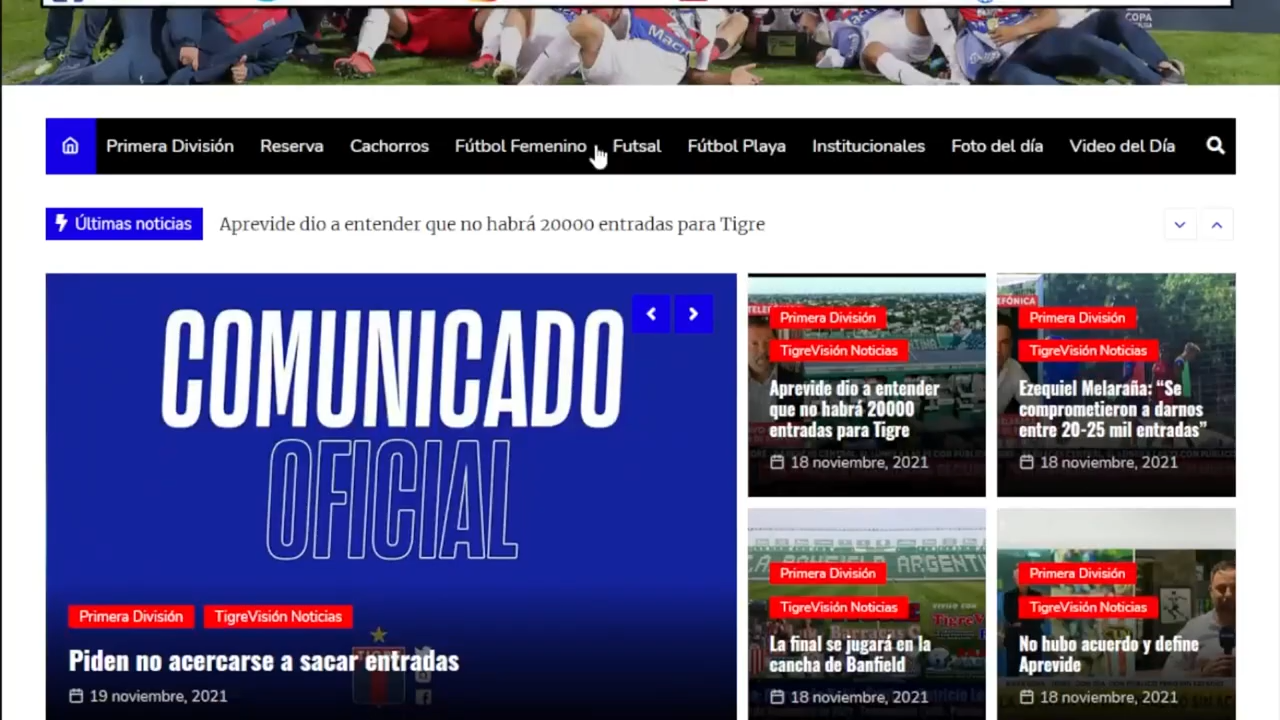 Macro
COPA
Primera División Reserva Cachorros Fútbol Femenino Futsal Fútbol Playa Institucionales Foto del día Video del Día
Últimas noticias Aprevide dio a entender que no habrá 20000 entradas para Tigre
COMUNICADO
OFICIAL
Primera División TigreVisión Noticias
Piden no acercarse a sacar entradas
19 noviembre, 2021
Primera División
TigreVisión Noticias
Aprevide dio a entender
que no habrá 20000
entradas para Tigre
18 noviembre, 2021
Primera División
TigreVisión Noticias
Ezequiel Melaraña: “Se
comprometieron a darnos
entre 20-25 mil entradas”
18 noviembre, 2021
Primera División
TigreVisión Noticias
La final se jugará en la
cancha de Banfield
18 noviembre, 2021
Primera División
TigreVisión Noticias
No hubo acuerdo y define
Aprevide
18 noviembre, 2021